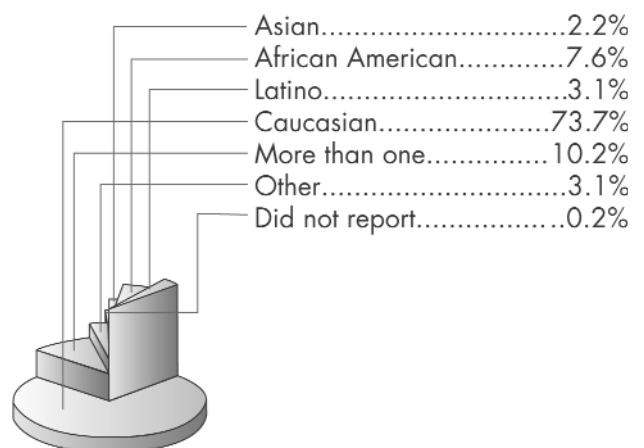 Asian.......................2.2%
African American.............7.6%
Latino.......................3.1%
Caucasian....................73.7%
More than one...............10.2%
Other.......................3.1%
Did not report.................0.2%